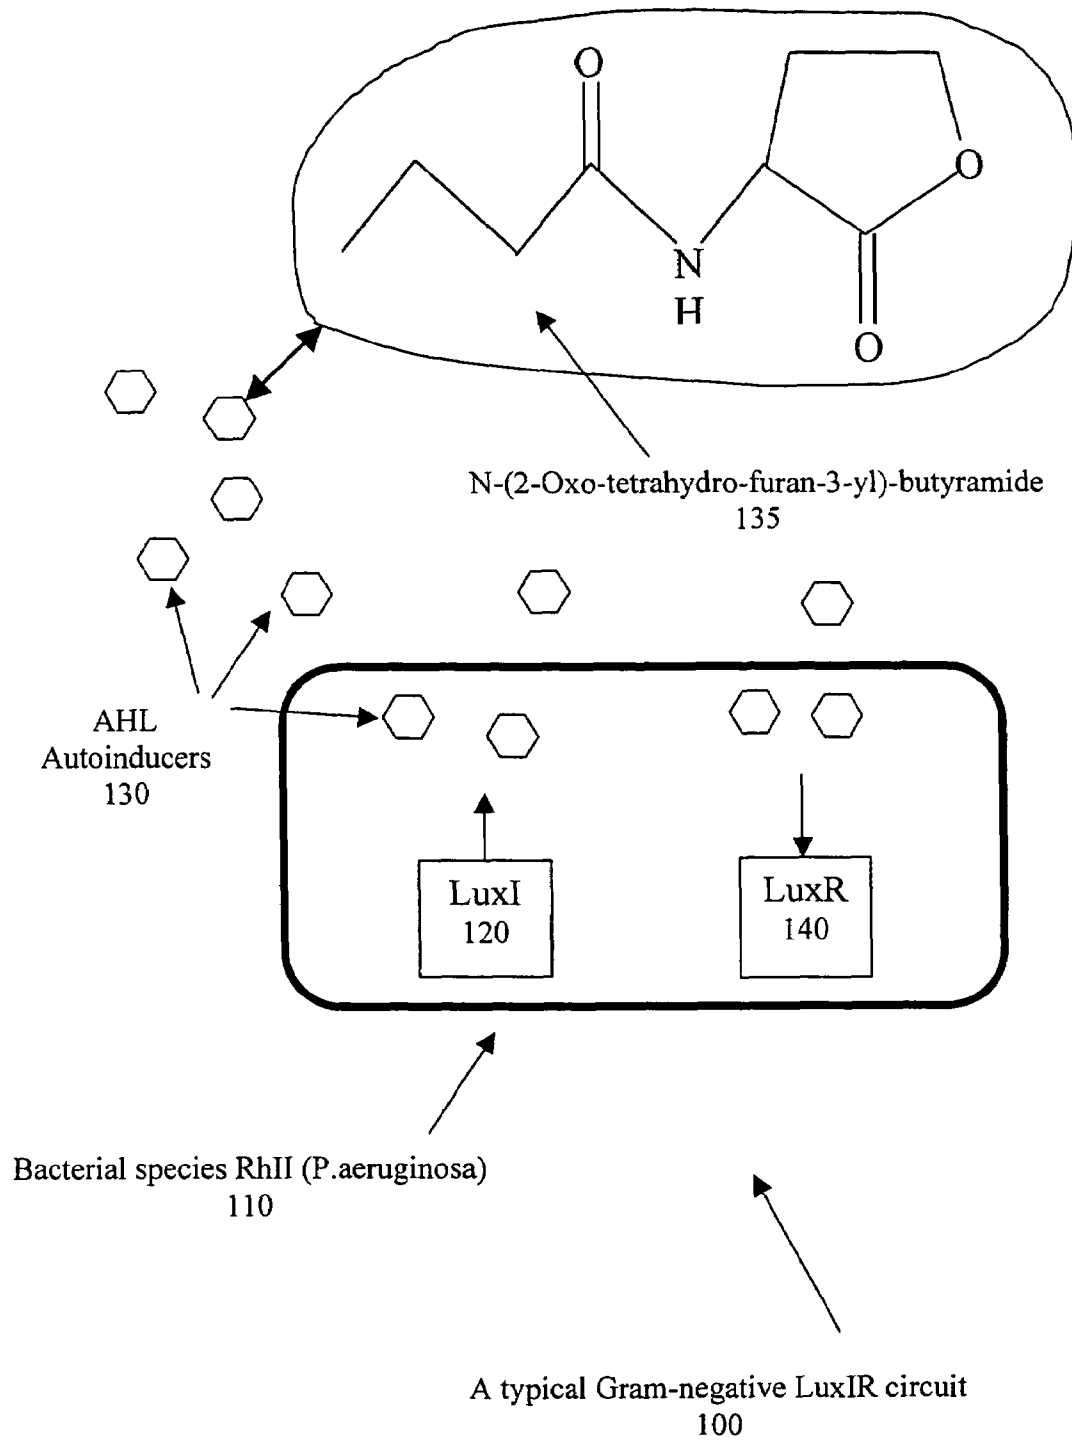 O
O
N
H
O
N-(2-Oxo-tetrahydro-furan-3-yl)-butyramide
135
AHL
Autoinducers
130
LuxI
120
LuxR
140
Bacterial species RhII (P.aeruginosa)
110
A typical Gram-negative LuxIR circuit
100